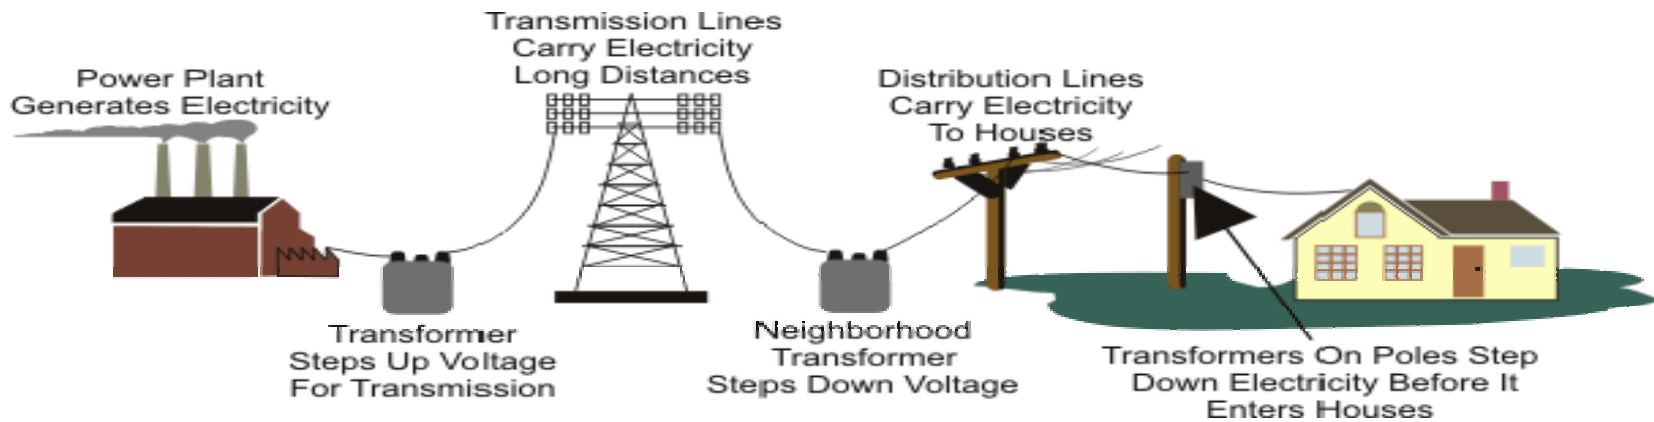 Power Plant
Generates Electricity
Transmission Lines
Carry Electricity
Long Distances
Distribution Lines
Carry Electricity
To Houses
Transformer
Steps Up Voltage
For Transmission
Neighborhood
Transformer
Steps Down Voltage
Transformers On Poles Step
Down Electricity Before It
Enters Houses